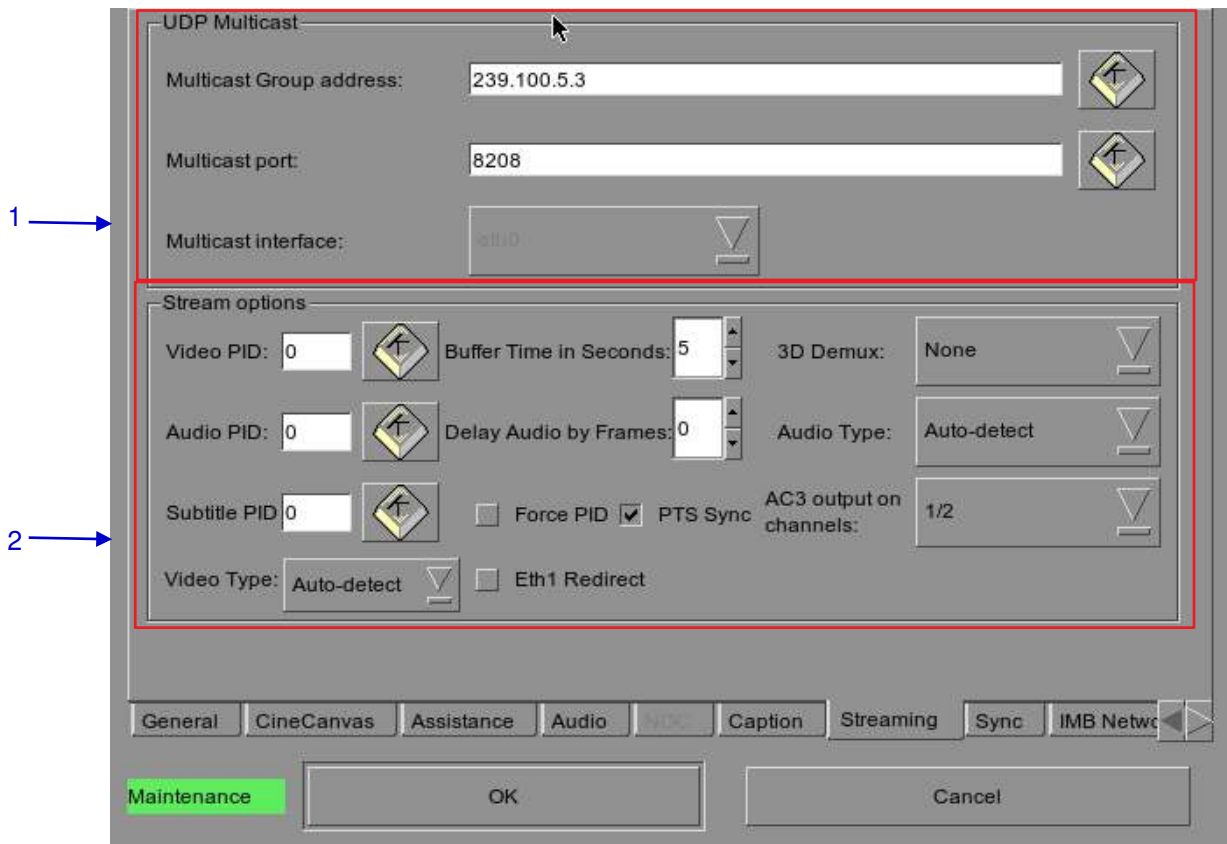 UDP Multicast
Multicast Group address: 239.100.5.3
Multicast port: 8208
1
Multicast interface: eth0
Stream options
Video PID: 0 Buffer Time in Seconds: 5 3D Demux: None
Audio PID: 0 Delay Audio by Frames: 0 Audio Type: Auto-detect
Subtitle PID 0 Force PID PTS Sync AC3 output on channels: 1/2
2
Video Type: Auto-detect Eth1 Redirect
General CineCanvas Assistance Audio NOC Caption Streaming Sync IMB Netwo
Maintenance OK Cancel